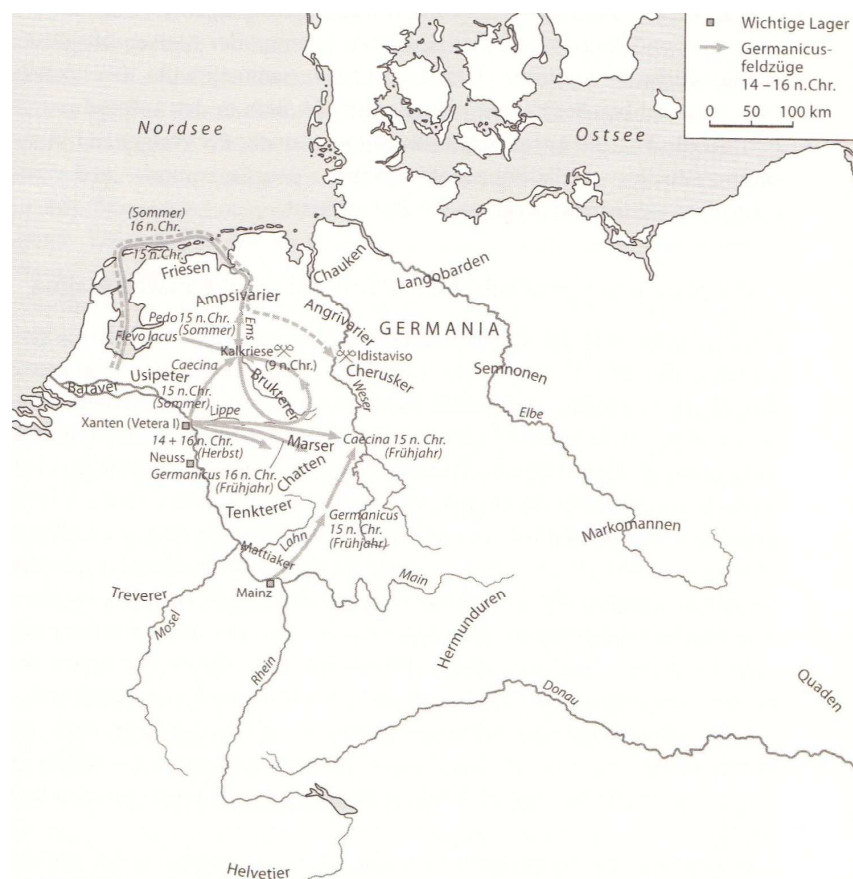 Wichtige Lager
Germanicus-
feldzüge
14 – 16 n.Chr.
0 50 100 km
Nordsee
Ostsee
(Sommer)
16 n.Chr.
15 n.Chr.
Friesen
Chauken
Langobarden
Ampsivarier
Angrivarier
GERMANIA
Pedo 15 n.Chr.
(Sommer)
Flevo lacus
Ems
Kalkriese
(9 n.Chr.)
Idistaviso
Cherusker
Caecina
15 n.Chr.
(Sommer)
Usipeter
Bataver
Brukterer
Weser
Semnonen
Elbe
Lippe
Xanten (Vetera I)
14 + 16 n. Chr.
(Herbst)
Marser
Caecina 15 n. Chr.
(Frühjahr)
Neuss
Germanicus 16 n. Chr.
(Frühjahr)
Chatten
Tenkterer
Germanicus
15 n. Chr.
(Frühjahr)
Lahn
Mattiaker
Markomannen
Mainz
Main
Treverer
Mosel
Hermunduren
Rhein
Donau
Quaden
Helvetier